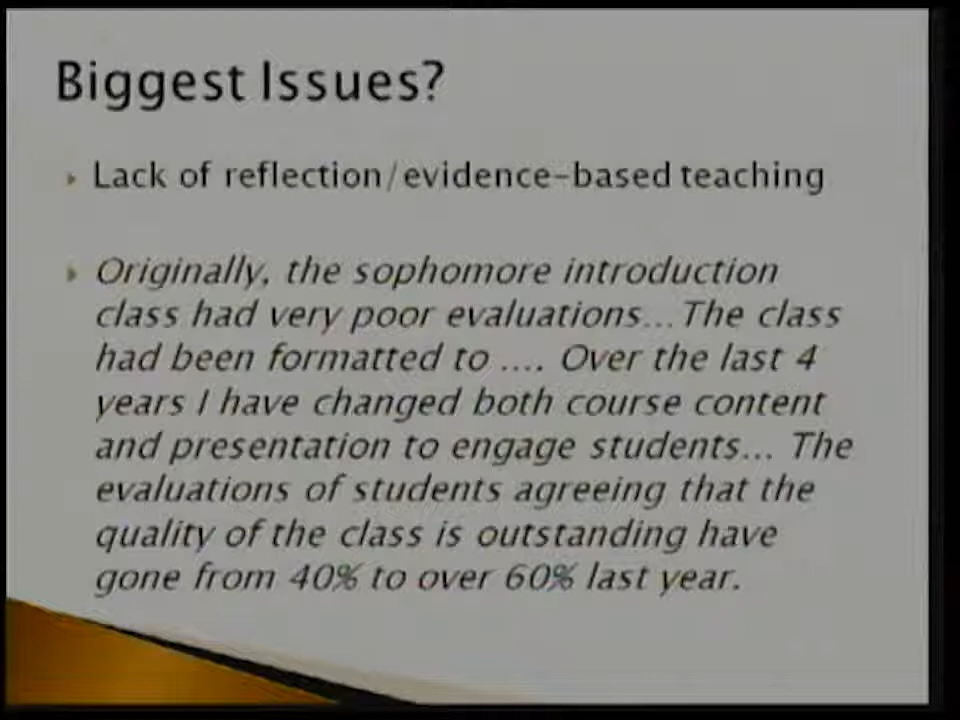 Biggest Issues?
Lack of reflection/evidence-based teaching
Originally, the sophomore introduction
class had very poor evaluations...The class
had been formatted to .... Over the last 4
years I have changed both course content
and presentation to engage students... The
evaluations of students agreeing that the
quality of the class is outstanding have
gone from 40% to over 60% last year.